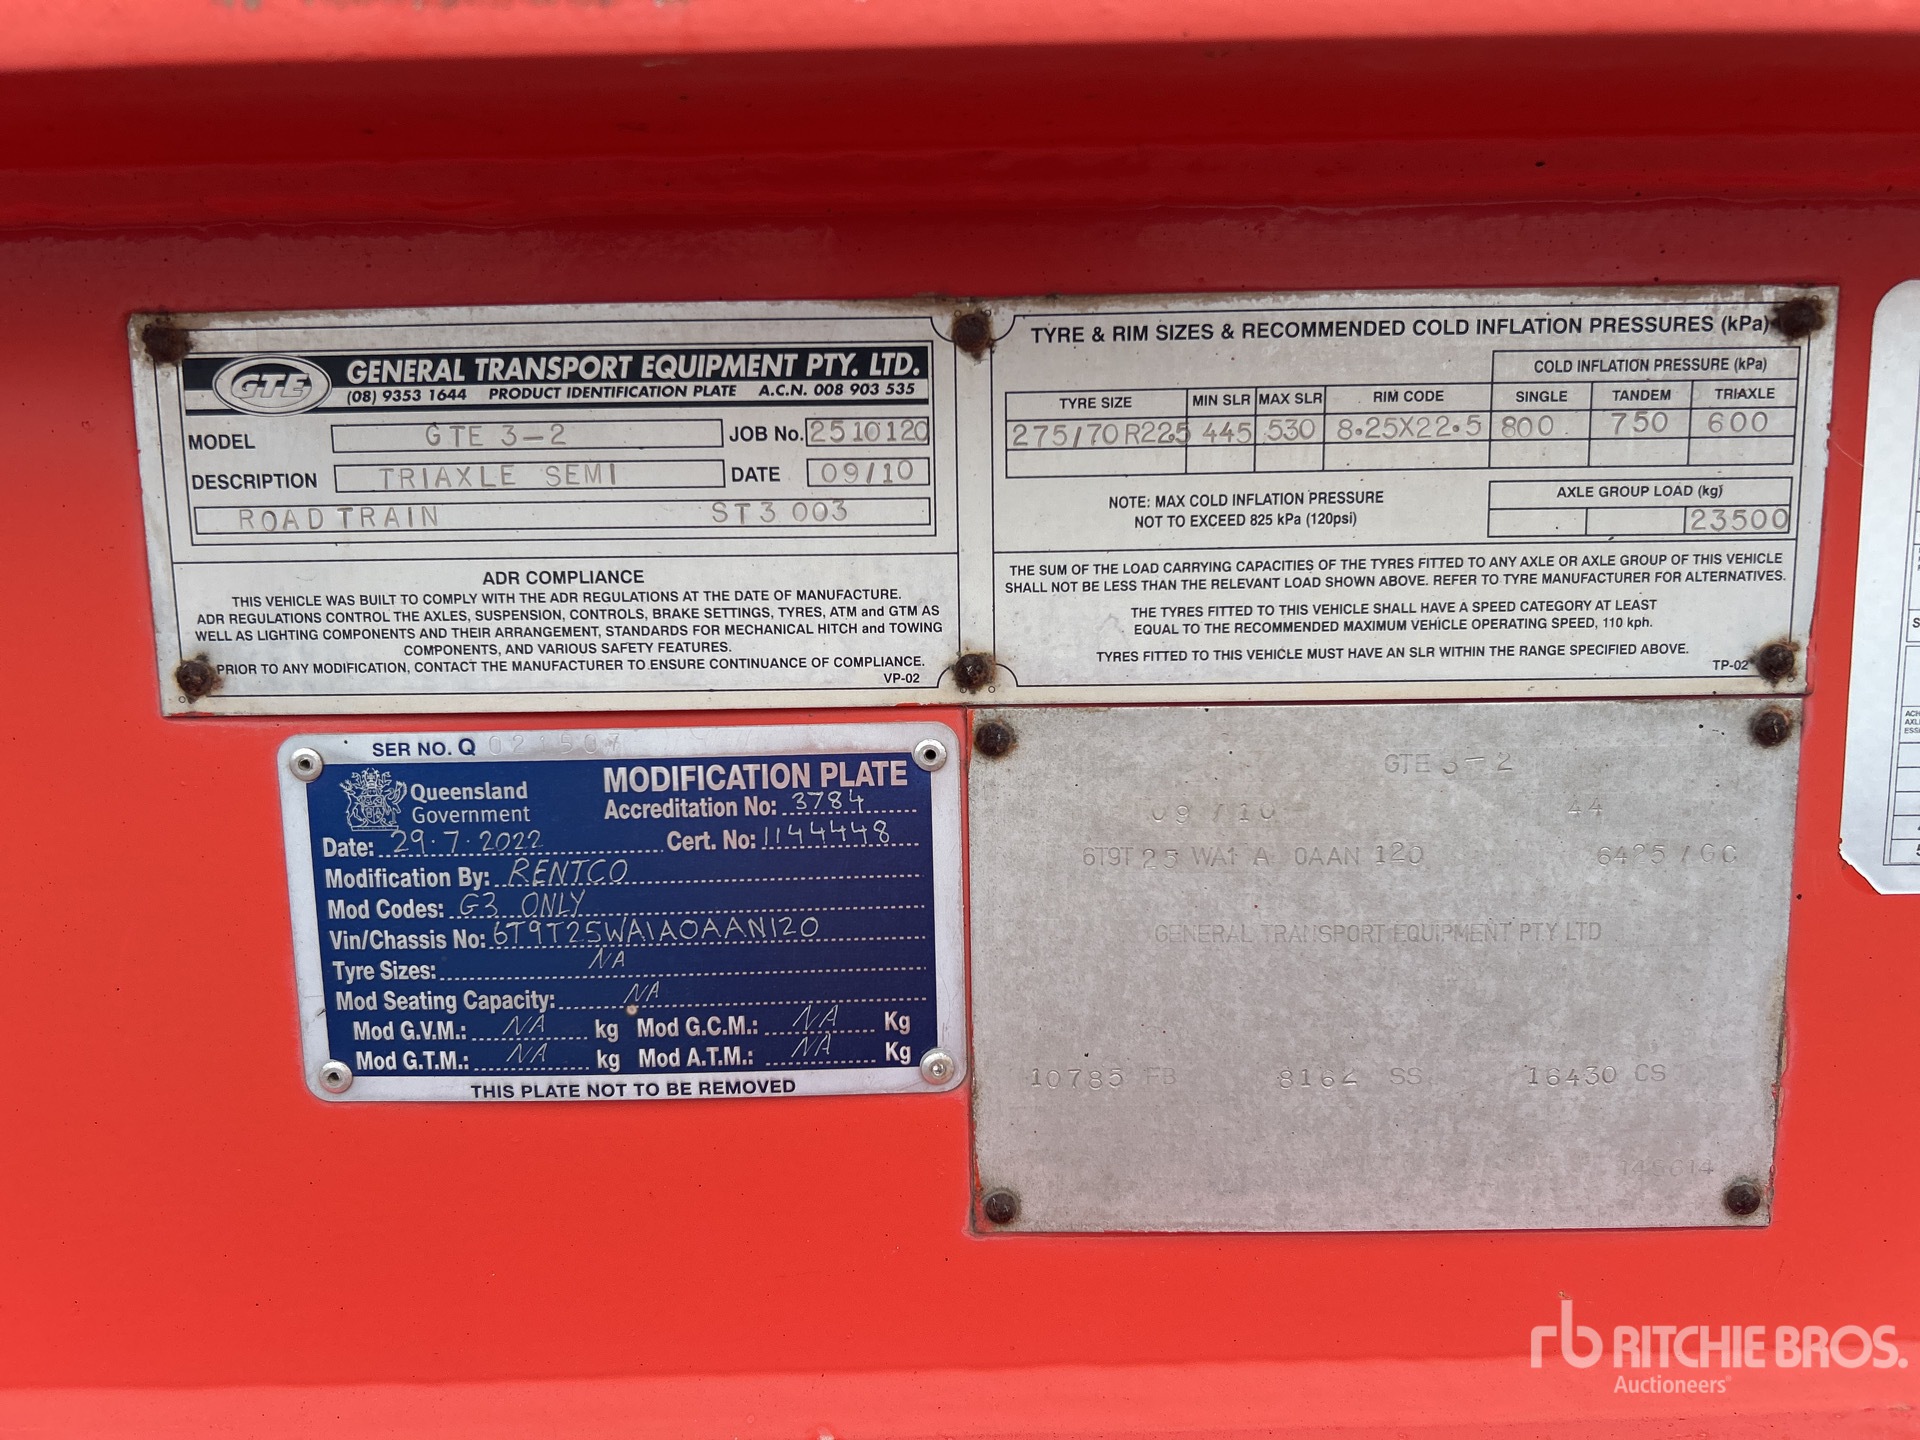 GTE
GENERAL TRANSPORT EQUIPMENT PTY. LTD.
(08) 9353 1644 PRODUCT IDENTIFICATION PLATE A.C.N. 008 903 535
MODEL GTE 3-2 JOB No. 2510120
DESCRIPTION TRIAXLE SEMI DATE 09/10
ROAD TRAIN ST3 003
ADR COMPLIANCE
THIS VEHICLE WAS BUILT TO COMPLY WITH THE ADR REGULATIONS AT THE DATE OF MANUFACTURE.
ADR REGULATIONS CONTROL THE AXLES, SUSPENSION, CONTROLS, BRAKE SETTINGS, TYRES, ATM and GTM AS
WELL AS LIGHTING COMPONENTS AND THEIR ARRANGEMENT, STANDARDS FOR MECHANICAL HITCH and TOWING
COMPONENTS, AND VARIOUS SAFETY FEATURES.
PRIOR TO ANY MODIFICATION, CONTACT THE MANUFACTURER TO ENSURE CONTINUANCE OF COMPLIANCE.
VP-02
TYRE & RIM SIZES & RECOMMENDED COLD INFLATION PRESSURES (kPa)
COLD INFLATION PRESSURE (kPa)
TYRE SIZE MIN SLR MAX SLR RIM CODE SINGLE TANDEM TRIAXLE
275/70R22.5 445 530 8.25X22.5 800 750 600
NOTE: MAX COLD INFLATION PRESSURE
NOT TO EXCEED 825 kPa (120psi)
AXLE GROUP LOAD (kg)
23500
THE SUM OF THE LOAD CARRYING CAPACITIES OF THE TYRES FITTED TO ANY AXLE OR AXLE GROUP OF THIS VEHICLE
SHALL NOT BE LESS THAN THE RELEVANT LOAD SHOWN ABOVE. REFER TO TYRE MANUFACTURER FOR ALTERNATIVES.
THE TYRES FITTED TO THIS VEHICLE SHALL HAVE A SPEED CATEGORY AT LEAST
EQUAL TO THE RECOMMENDED MAXIMUM VEHICLE OPERATING SPEED, 110 kph.
TYRES FITTED TO THIS VEHICLE MUST HAVE AN SLR WITHIN THE RANGE SPECIFIED ABOVE.
TP-02
SER NO. Q
Queensland
Government
MODIFICATION PLATE
Accreditation No: 3784
Date: 29.7.2022 Cert. No: 1144448
Modification By: RENTCO
Mod Codes: G3 ONLY
Vin/Chassis No: 6T9T25WA1A0AAN120
Tyre Sizes: NA
Mod Seating Capacity: NA
Mod G.V.M.: NA kg Mod G.C.M.: NA Kg
Mod G.T.M.: NA kg Mod A.T.M.: NA Kg
THIS PLATE NOT TO BE REMOVED
GTE 3-2
09/10 44
6T9T 25 WA1 A 0AAN 120
GENERAL TRANSPORT EQUIPMENT PTY LTD
10785 FB 8162 SS 16430 CS
rb RITCHIE BROS.
Auctioneers